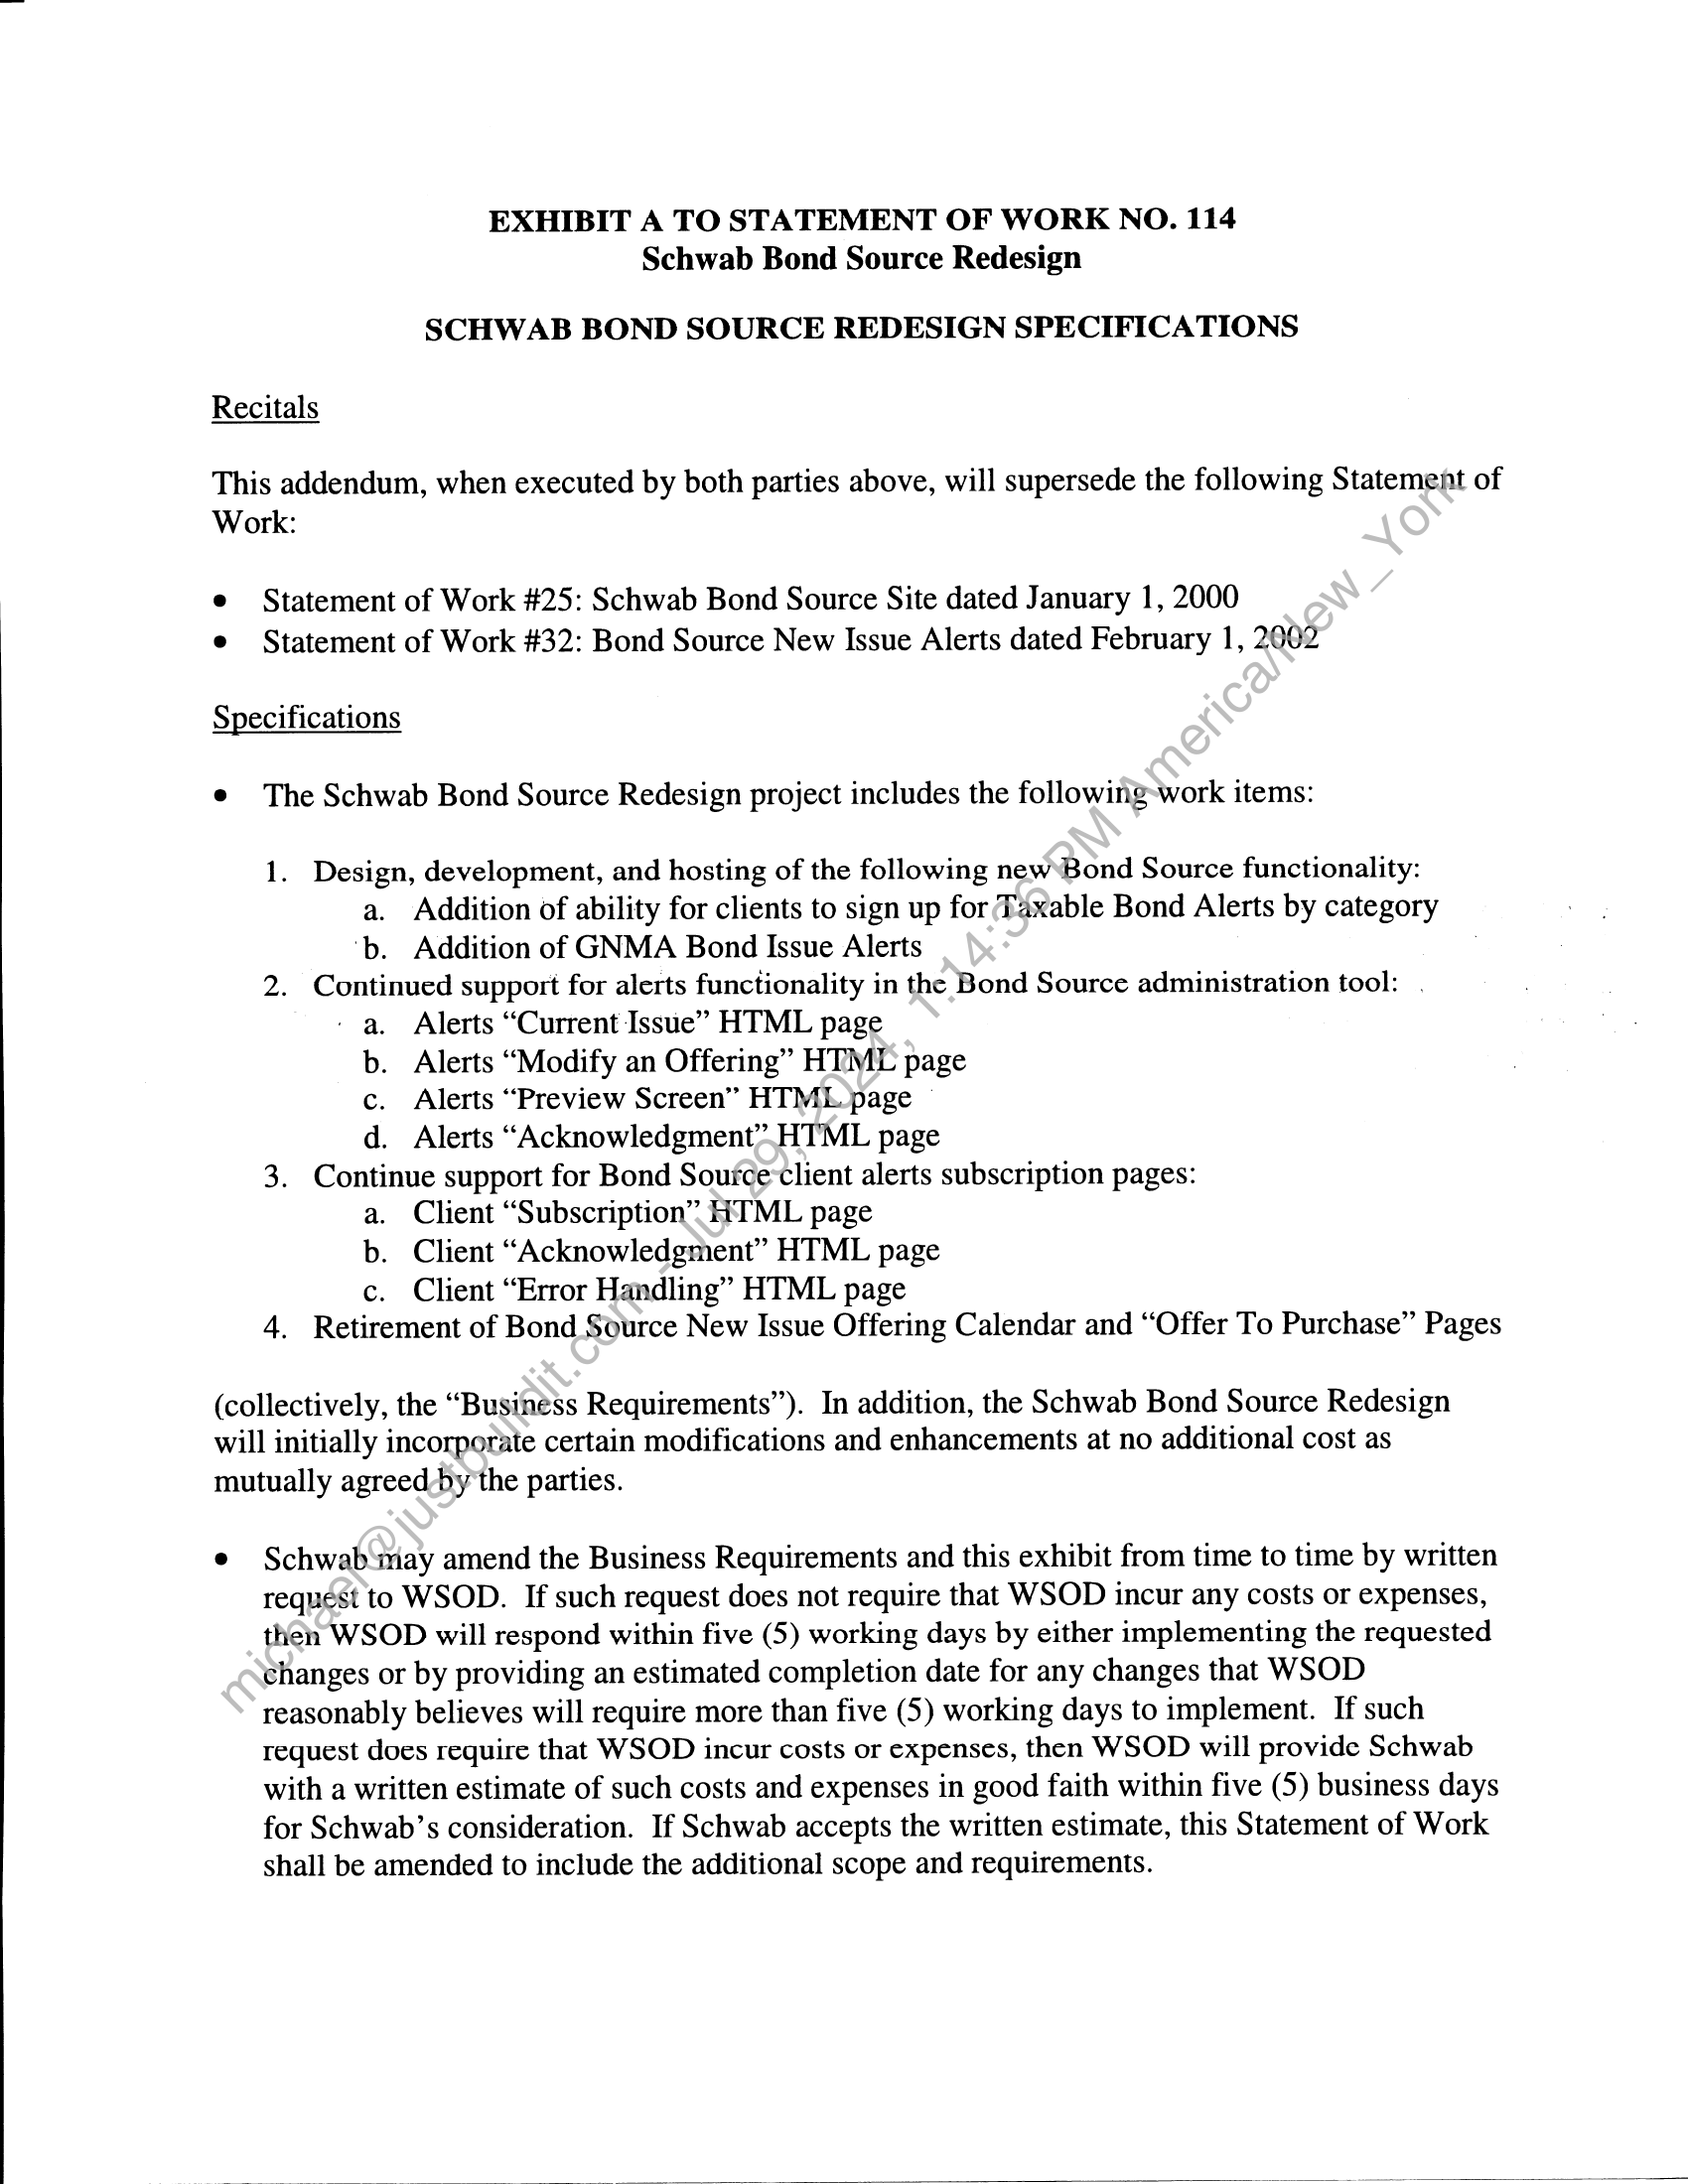 EXHIBIT A TO STATEMENT OF WORK NO. 114
Schwab Bond Source Redesign
SCHWAB BOND SOURCE REDESIGN SPECIFICATIONS
Recitals
This addendum, when executed by both parties above, will supersede the following Statement of
Work:
• Statement of Work #25: Schwab Bond Source Site dated January 1, 2000
• Statement of Work #32: Bond Source New Issue Alerts dated February 1, 2002
Specifications
• The Schwab Bond Source Redesign project includes the following work items:
1. Design, development, and hosting of the following new Bond Source functionality:
a. Addition of ability for clients to sign up for Taxable Bond Alerts by category
b. Addition of GNMA Bond Issue Alerts
2. Continued support for alerts functionality in the Bond Source administration tool:
a. Alerts “Current Issue” HTML page
b. Alerts “Modify an Offering” HTML page
c. Alerts “Preview Screen” HTML page
d. Alerts “Acknowledgment” HTML page
3. Continue support for Bond Source client alerts subscription pages:
a. Client “Subscription” HTML page
b. Client “Acknowledgment” HTML page
c. Client “Error Handling” HTML page
4. Retirement of Bond Source New Issue Offering Calendar and “Offer To Purchase” Pages
(collectively, the “Business Requirements”). In addition, the Schwab Bond Source Redesign
will initially incorporate certain modifications and enhancements at no additional cost as
mutually agreed by the parties.
• Schwab may amend the Business Requirements and this exhibit from time to time by written
request to WSOD. If such request does not require that WSOD incur any costs or expenses,
then WSOD will respond within five (5) working days by either implementing the requested
changes or by providing an estimated completion date for any changes that WSOD
reasonably believes will require more than five (5) working days to implement. If such
request does require that WSOD incur costs or expenses, then WSOD will provide Schwab
with a written estimate of such costs and expenses in good faith within five (5) business days
for Schwab’s consideration. If Schwab accepts the written estimate, this Statement of Work
shall be amended to include the additional scope and requirements.
michael@justbuildit.com - Jul 29, 2024, 1:14:36 PM America/New_York